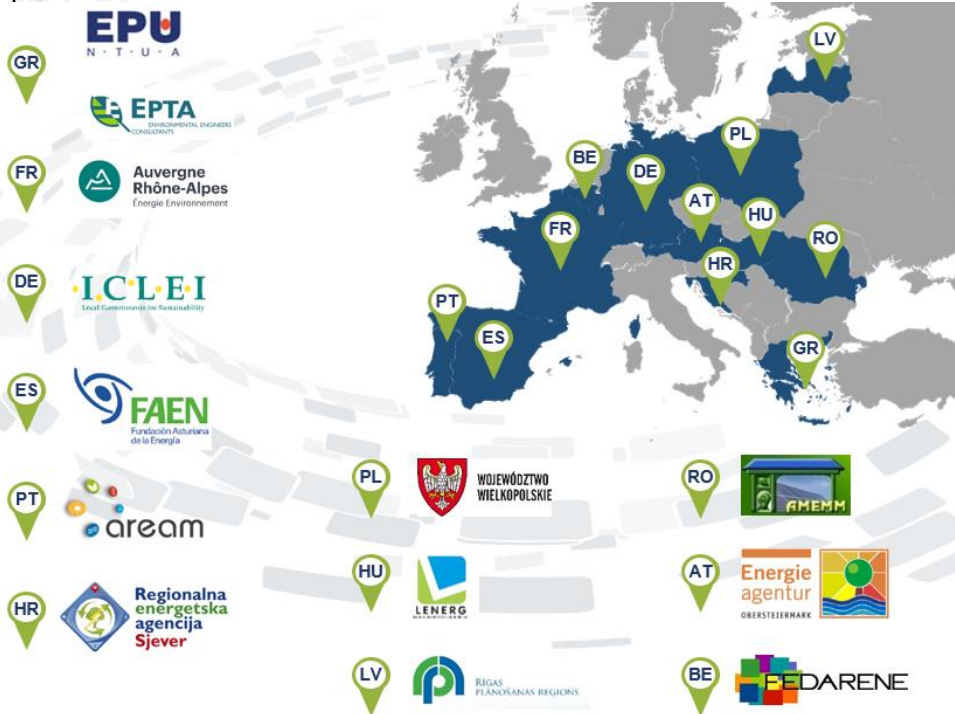 EPU
N·T·U·A
GR
EPTA
ENVIRONMENTAL ENGINEERS
CONSULTANTS
FR
Auvergne
Rhône-Alpes
Énergie Environnement
DE
I.C.L.E.I
Local Governments for Sustainability
ES
FAEN
Fundación Asturiana
de la Energía
PT
aream
HR
Regionalna
energetska
agencija
Sjever
LV
PL
BE
DE
AT
HU
FR
RO
HR
PT
ES
GR
PL
WOJEWÓDZTWO
WIELKOPOLSKIE
RO
AMEMM
HU
LENERG
AT
Energie
agentur
OBERSTEIERMARK
LV
RĪGAS
PLĀNOŠANAS REĢIONS
BE
FEDARENE